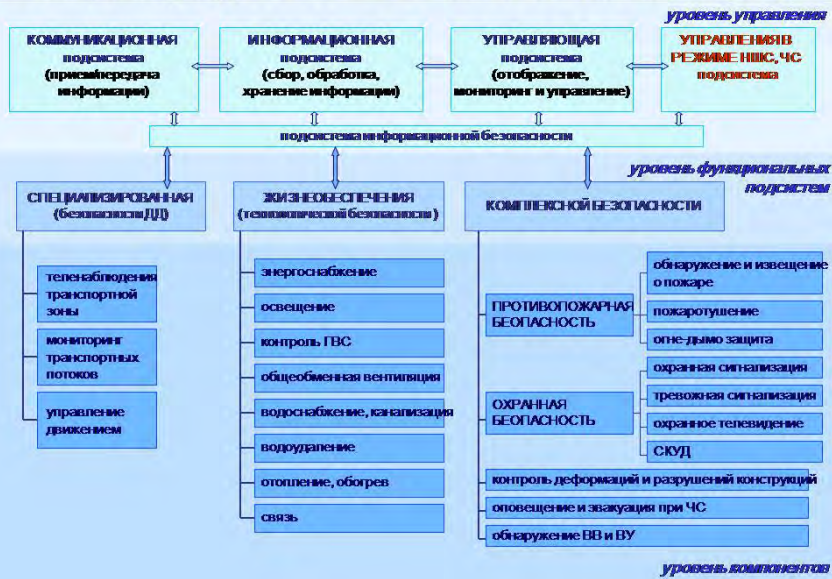 уровень управления
КОММУНИКАЦИОННАЯ
подсистема
(прием/передача
информации)
ИНФОРМАЦИОННАЯ
подсистема
(сбор, обработка,
хранение информации)
УПРАВЛЯЮЩАЯ
подсистема
(отображение,
мониторинг и управление)
УПРАВЛЕНИЯ В
РЕЖИМЕ НШС, ЧС
подсистема
подсистема информационной безопасности
уровень функциональных
подсистем
СПЕЦИАЛИЗИРОВАННАЯ
(безопасности ДД)
ЖИЗНЕОБЕСПЕЧЕНИЯ
(технологической безопасности)
КОМПЛЕКСНОЙ БЕЗОПАСНОСТИ
теленаблюдения
транспортной
зоны
мониторинг
транспортных
потоков
управление
движением
энергоснабжение
освещение
контроль ГВС
общеобменная вентиляция
водоснабжение, канализация
водоудаление
отопление, обогрев
связь
ПРОТИВОПОЖАРНАЯ
БЕОПАСНОСТЬ
обнаружение и извещение
о пожаре
пожаротушение
огне-дымо защита
ОХРАННАЯ
БЕОПАСНОСТЬ
охранная сигнализация
тревожная сигнализация
охранное телевидение
СКУД
контроль деформаций и разрушений конструкций
оповещение и эвакуация при ЧС
обнаружение ВВ и ВУ
уровень компонентов